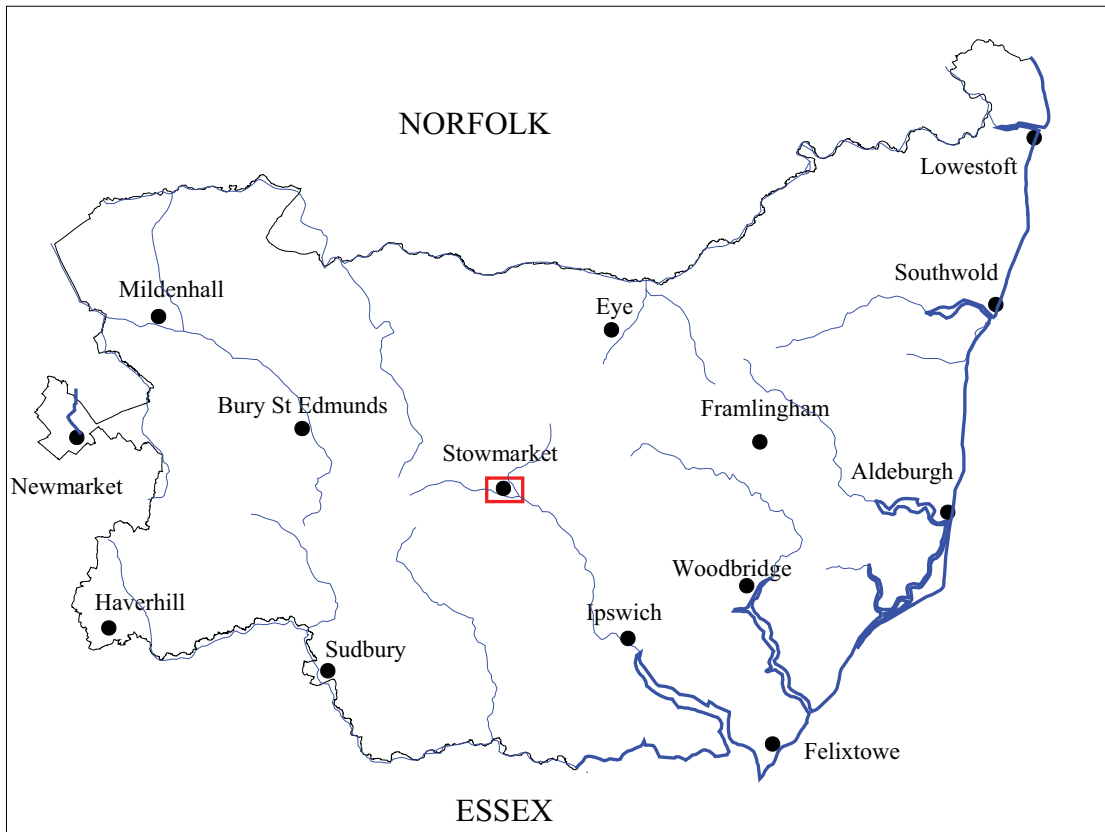 NORFOLK
Lowestoft
Southwold
Mildenhall
Eye
Bury St Edmunds
Framlingham
Stowmarket
Aldeburgh
Newmarket
Woodbridge
Haverhill
Ipswich
Sudbury
Felixtowe
ESSEX